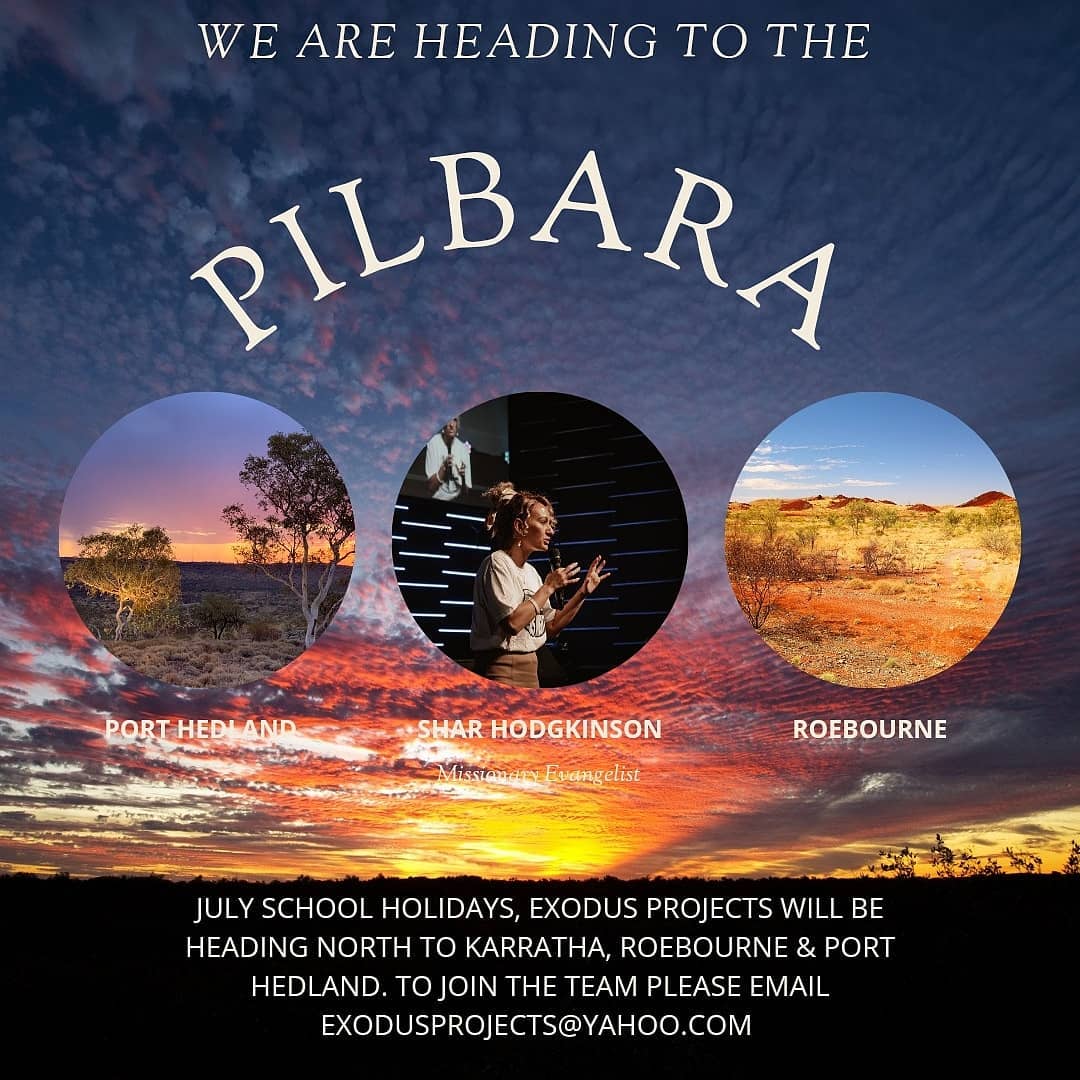 WE ARE HEADING TO THE
PILBARA
PORT HEDLAND
SHAR HODGKINSON
ROEBOURNE
Missionary Evangelist
JULY SCHOOL HOLIDAYS, EXODUS PROJECTS WILL BE
HEADING NORTH TO KARRATHA, ROEBOURNE & PORT
HEDLAND. TO JOIN THE TEAM PLEASE EMAIL
EXODUSPROJECTS@YAHOO.COM